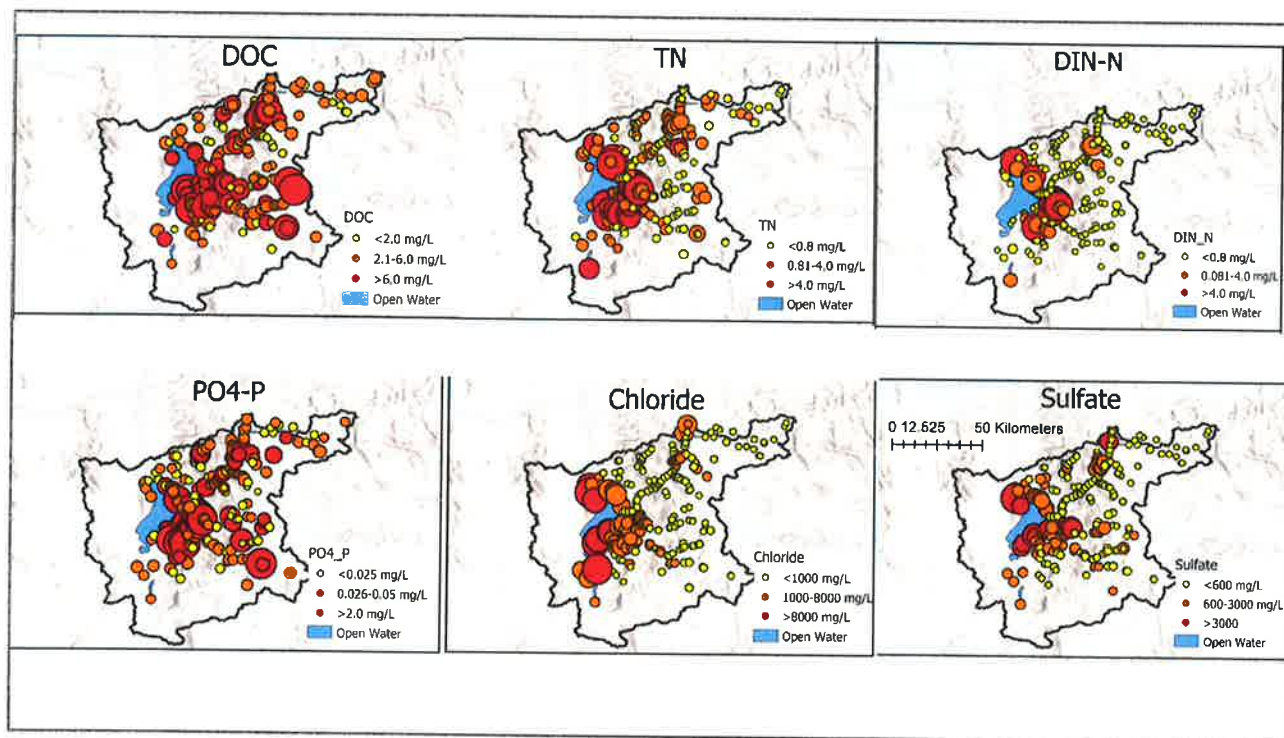 DOC
DOC
<2.0 mg/L
2.1-6.0 mg/L
>6.0 mg/L
Open Water
TN
TN
<0.8 mg/L
0.81-4.0 mg/L
>4.0 mg/L
Open Water
DIN-N
DIN_N
<0.8 mg/L
0.081-4.0 mg/L
>4.0 mg/L
Open Water
PO4-P
PO4_P
<0.025 mg/L
0.026-0.05 mg/L
>2.0 mg/L
Open Water
Chloride
Chloride
<1000 mg/L
1000-8000 mg/L
>8000 mg/L
Open Water
Sulfate
0 12.525 50 Kilometers
Sulfate
<600 mg/L
600-3000 mg/L
>3000
Open Water